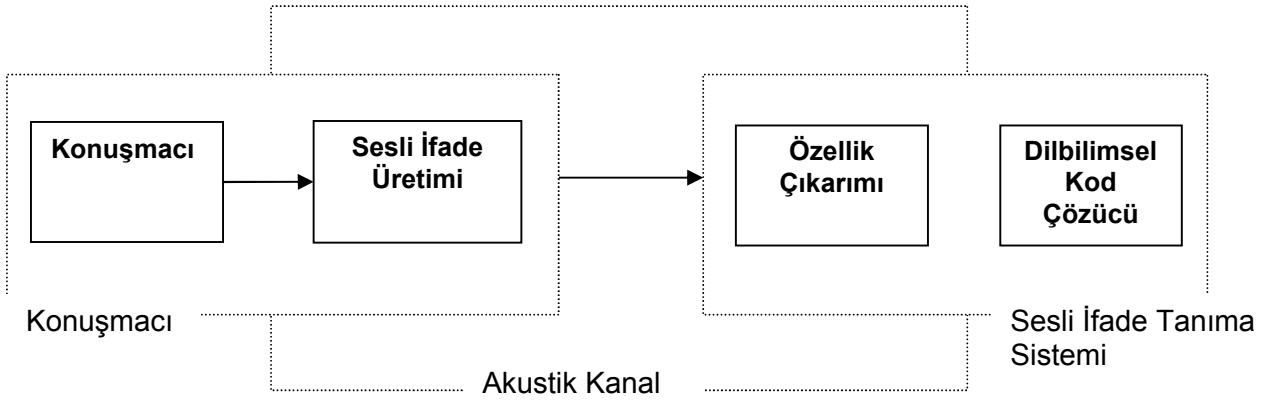 Konuşmacı
Sesli İfade
Üretimi
Özellik
Çıkarımı
Dilbilimsel
Kod
Çözücü
Konuşmacı
Sesli İfade Tanıma
Sistemi
Akustik Kanal